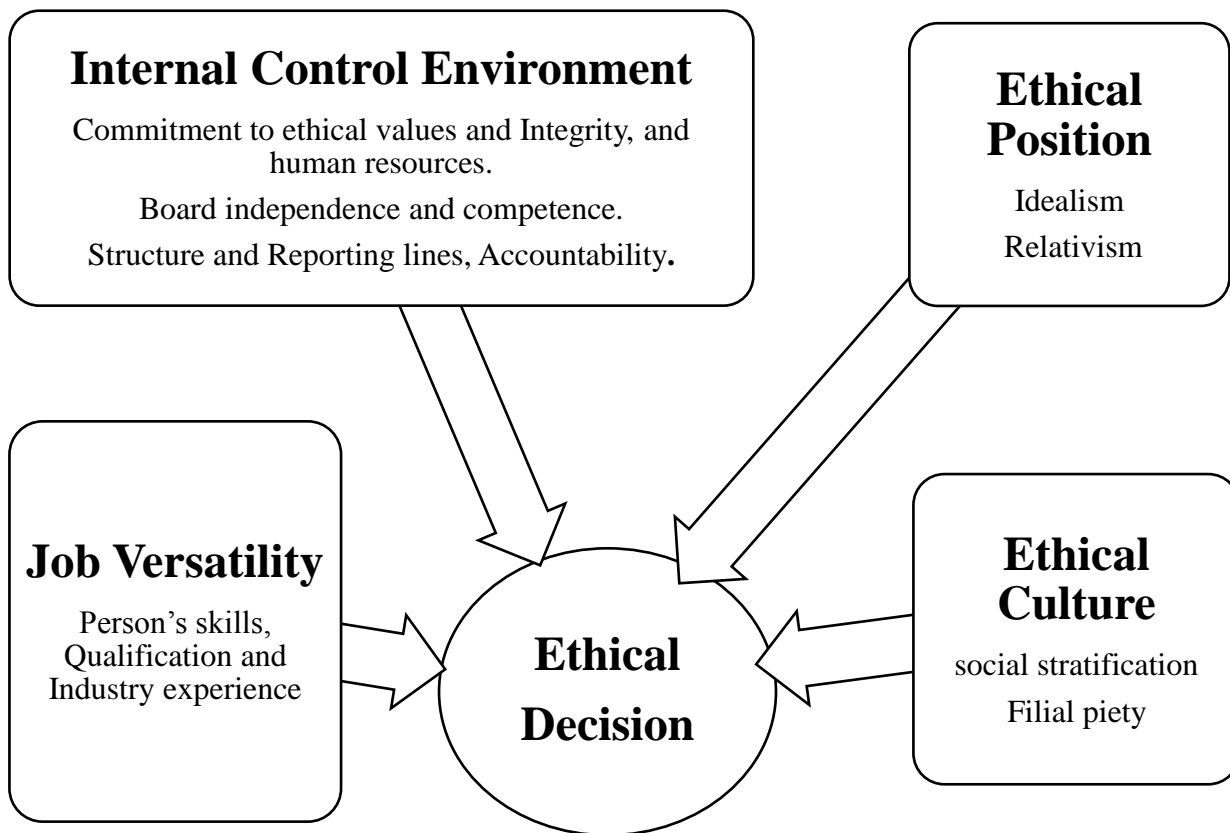 Internal Control Environment
Commitment to ethical values and Integrity, and
human resources.
Board independence and competence.
Structure and Reporting lines, Accountability.
Ethical
Position
Idealism
Relativism
Job Versatility
Person’s skills,
Qualification and
Industry experience
Ethical
Decision
Ethical
Culture
social stratification
Filial piety